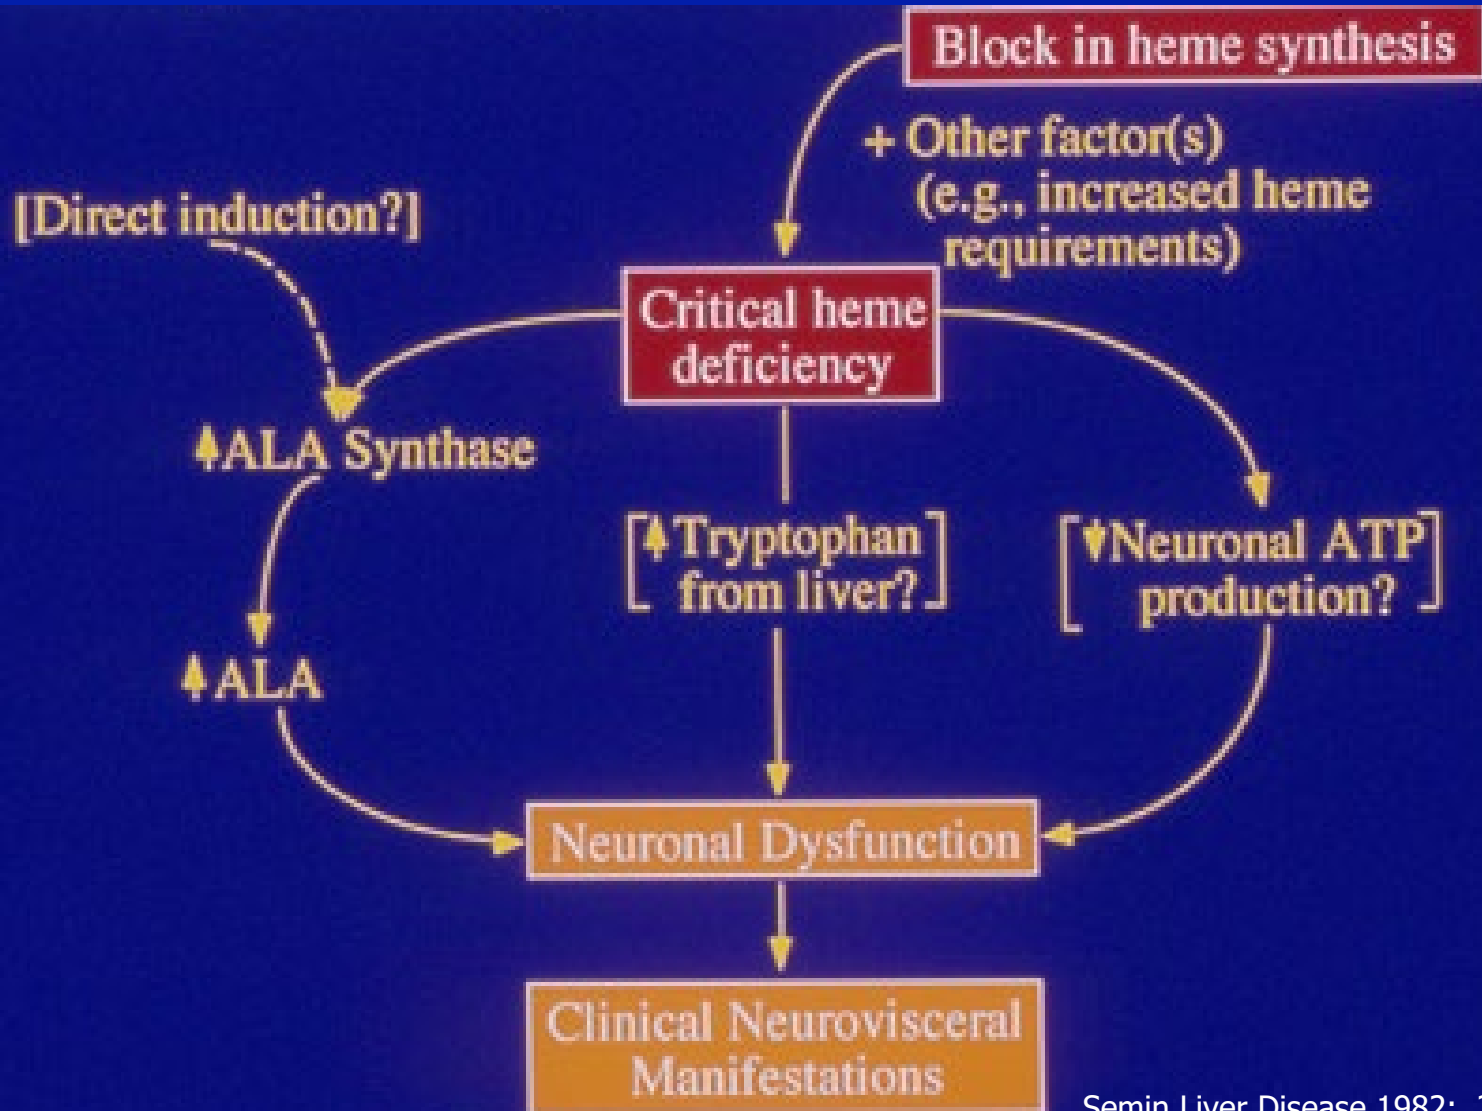 Block in heme synthesis
+ Other factor(s)
(e.g., increased heme
requirements)
[Direct induction?]
Critical heme
deficiency
ALA Synthase
[Tryptophan
from liver?]
[Neuronal ATP
production?]
ALA
Neuronal Dysfunction
Clinical Neurovisceral
Manifestations
Semin Liver Disease 1982;